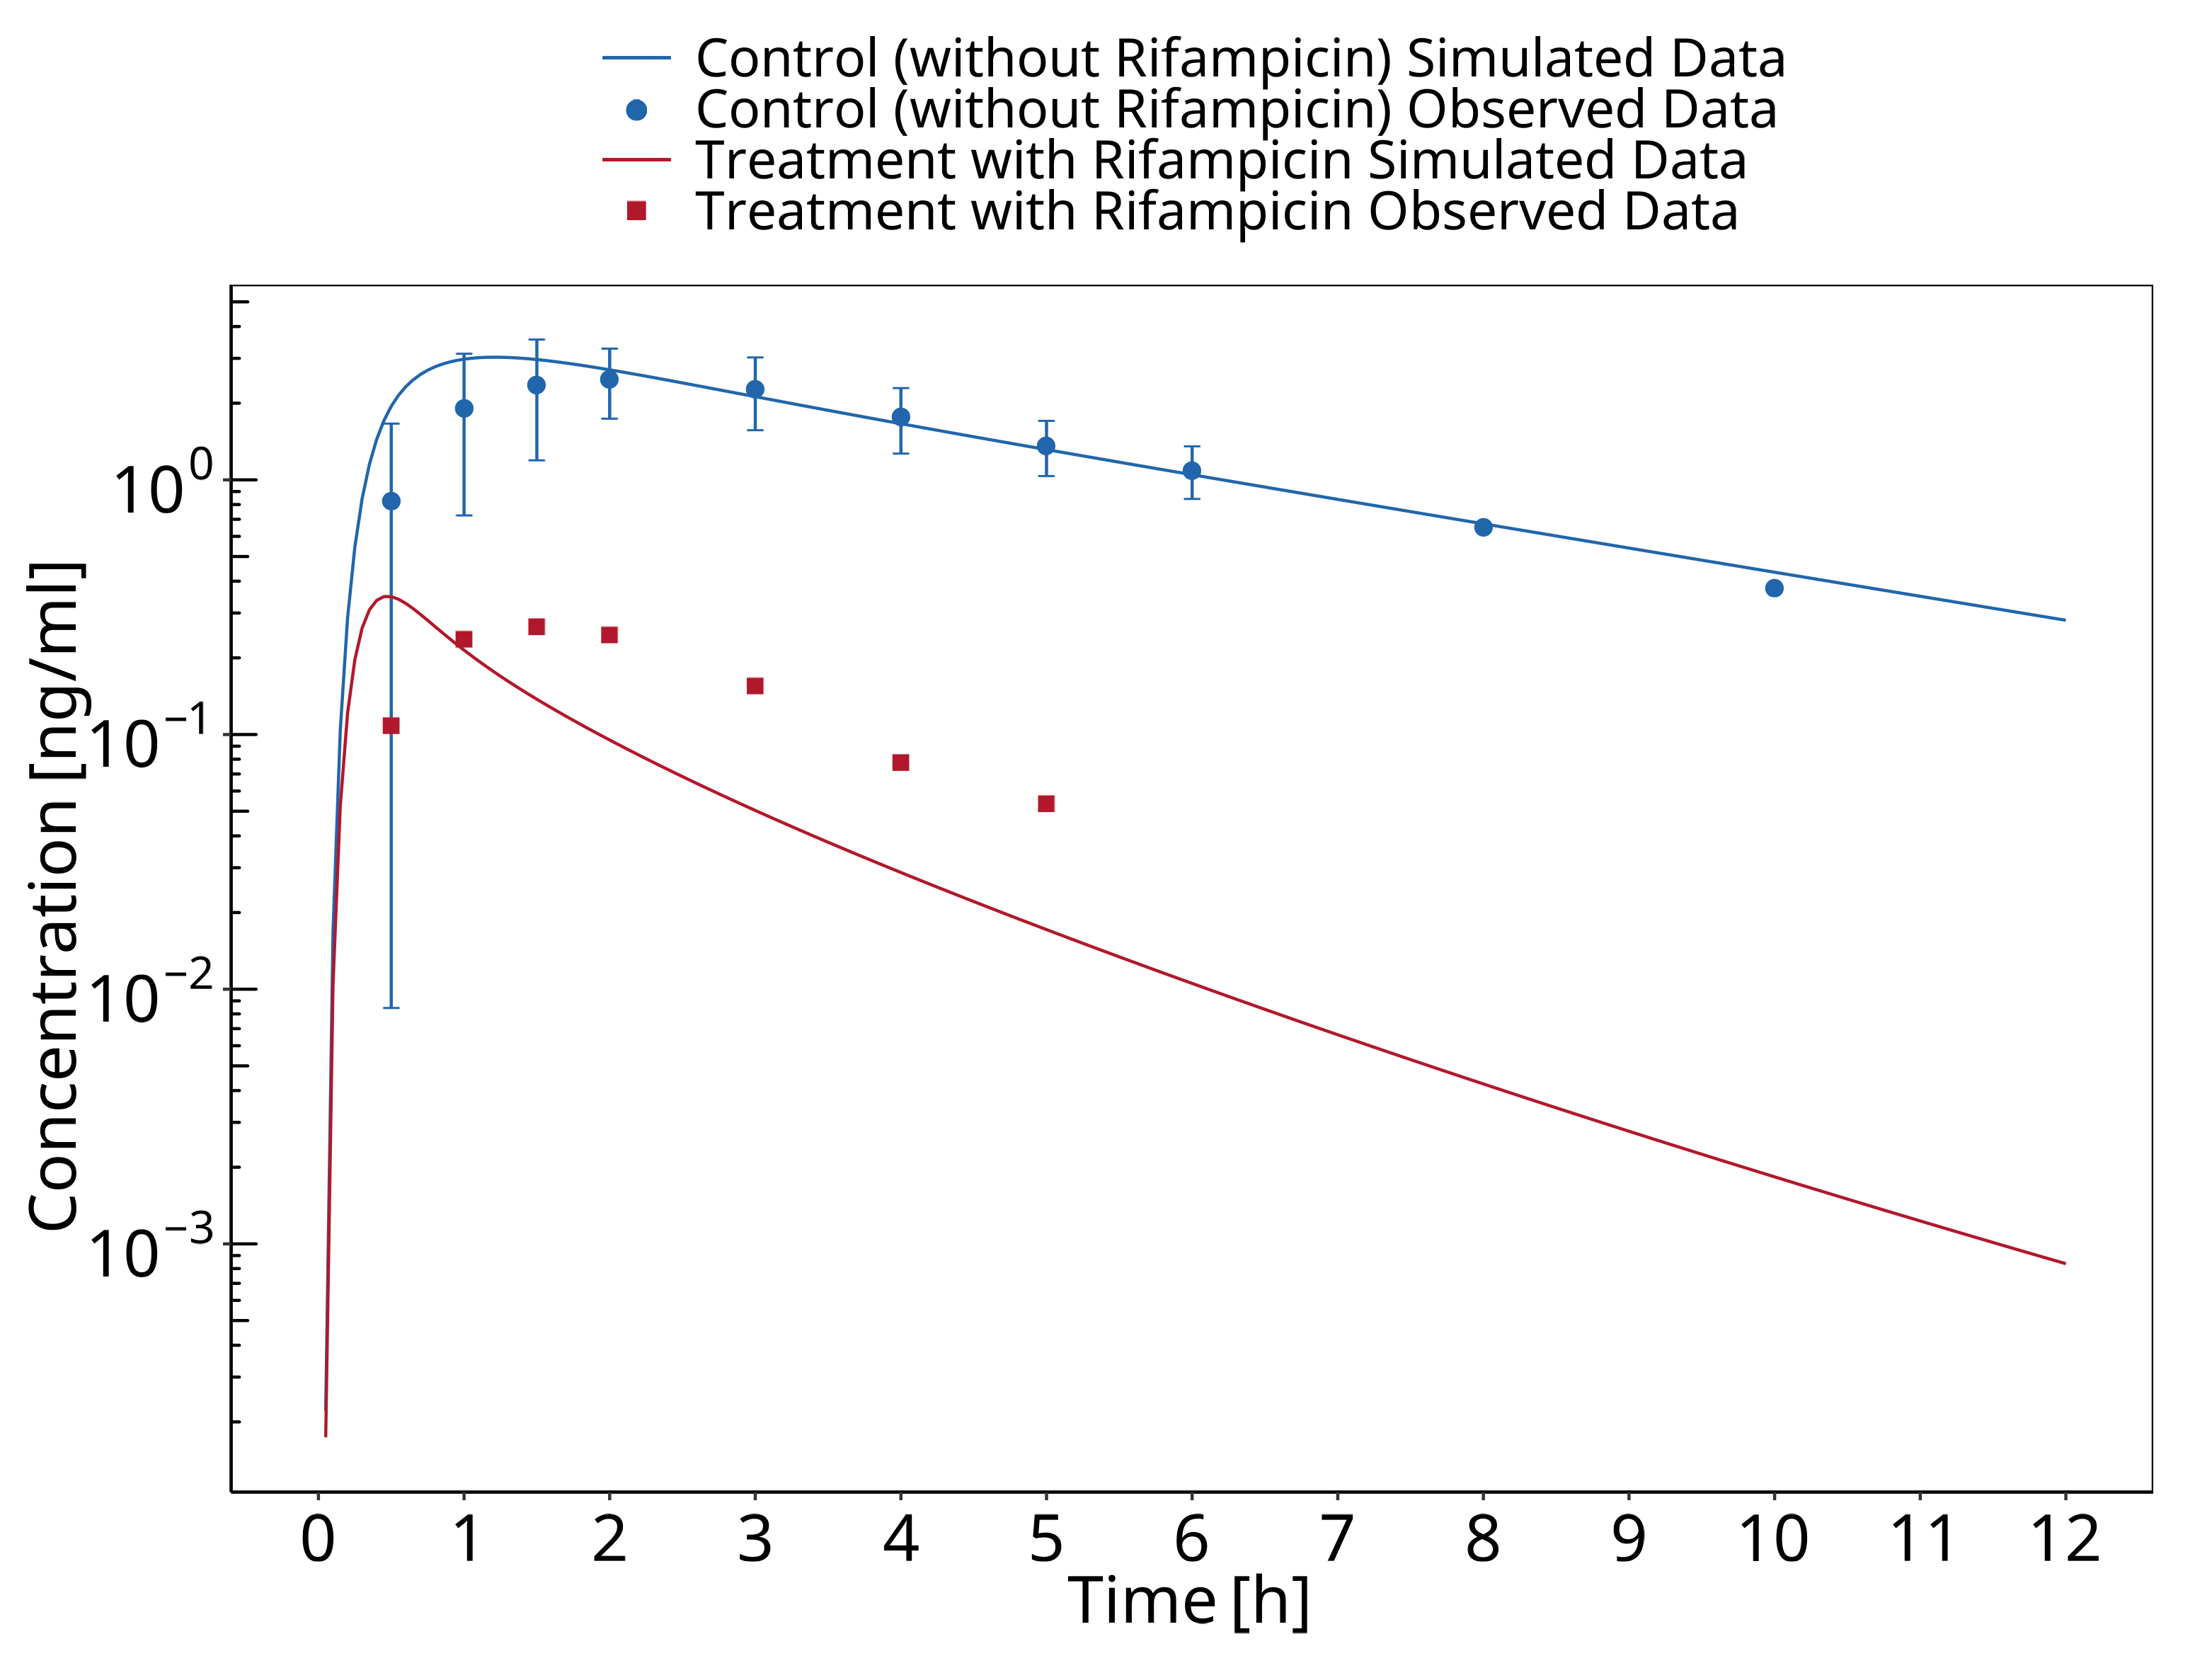 Control (without Rifampicin) Simulated Data
Control (without Rifampicin) Observed Data
Treatment with Rifampicin Simulated Data
Treatment with Rifampicin Observed Data
Concentration [ng/ml]
10⁰
10⁻¹
10⁻²
10⁻³
0 1 2 3 4 5 6 7 8 9 10 11 12
Time [h]